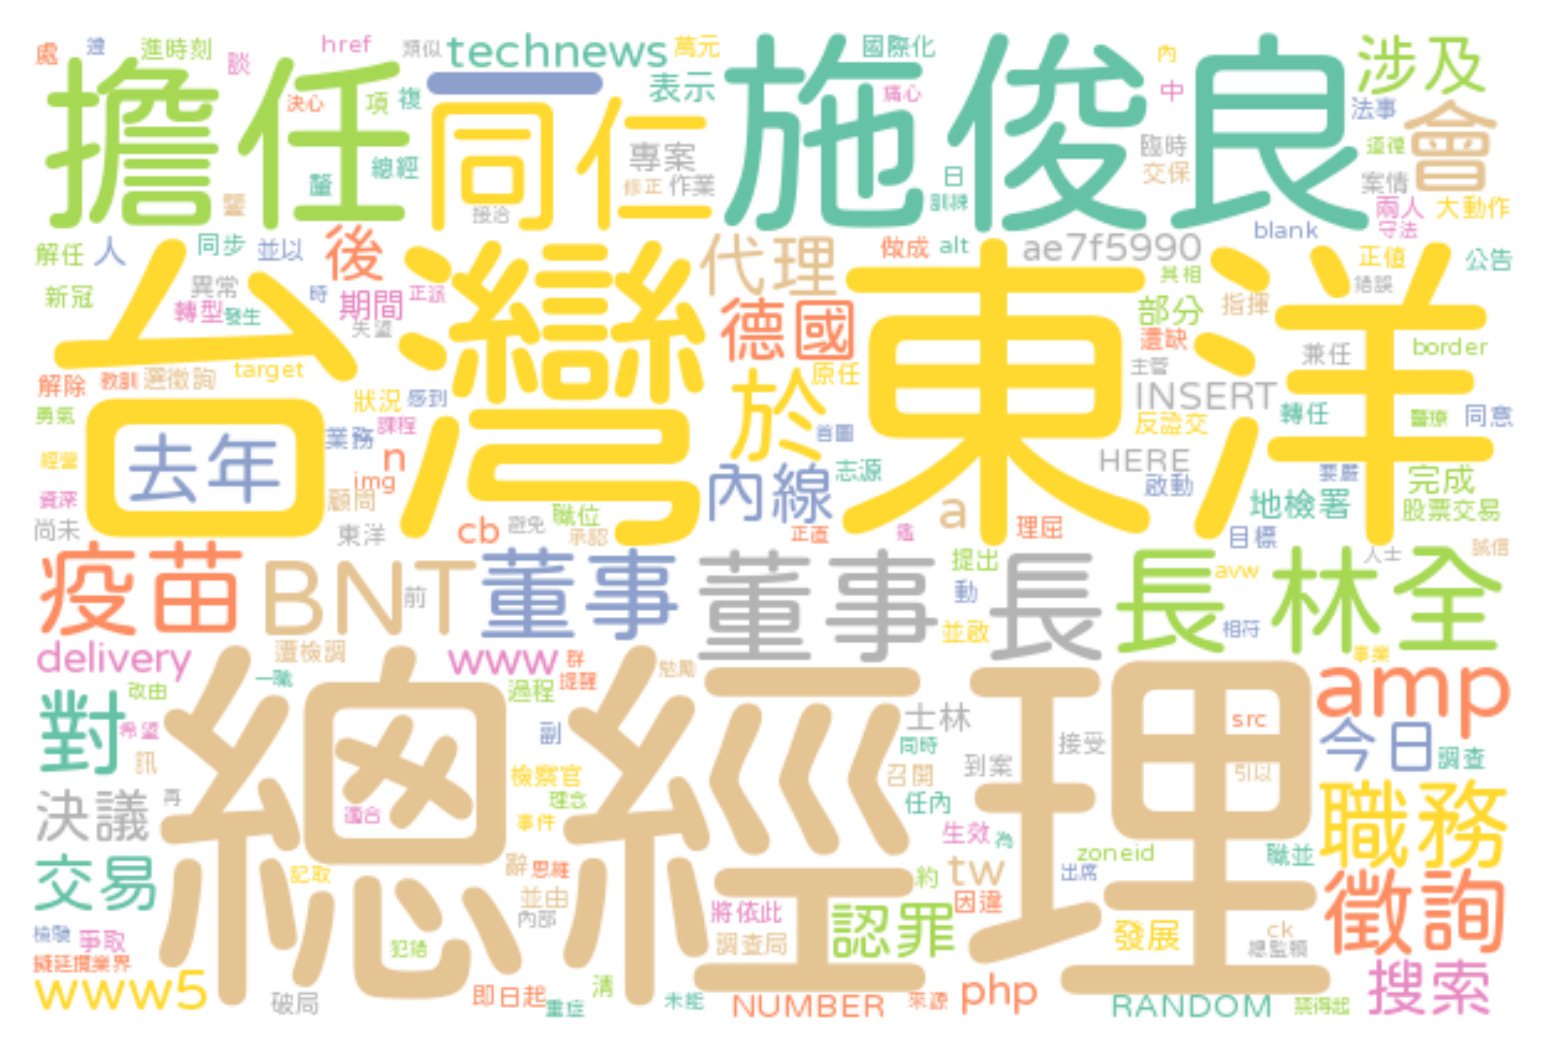 處
遭
進時刻
談
href
類似
technews
萬元
國際化
內
涉及
擔任
決心
項
複
一
表示
施俊良
痛心
中
法事
會
同仁
總經
專案
修正
作業
接洽
日
訓練
臨時
交保
道德
案情
兩人
守法
大動作
解任
人
同步
並以
後
代理
做成
alt
ae7f5990
blank
正值
公告
新冠
異常
轉型
發生
時
期間
正派
失望
台灣
德國
東洋
其相
部分
遺缺
指揮
錯誤
兼任
border
解除
教訓
選徵詢
target
狀況
感到
原任
主管
INSERT
轉任
醫療
同意
勇氣
去年
業務
課程
於
首圖
反證交
經營
n
img
內線
志源
HERE
啟動
要嚴
完成
資深
顧問
職位
a
地檢署
股票交易
尚未
東洋
cb
避免
承認
正直
鑑
理屈
目標
人士
誠信
疫苗
BNT
前
董事
董事長
提出
動
並啟
長
avw
相符
林全
delivery
遭檢調
www
群
提醒
勉勵
事業
amp
對
改由
希望
訊
一職
總經理
過程
副
士林
同時
接受
src
今日
調查
決議
再
適合
檢察官
理念
事件
召開
任內
到案
引以
職務
交易
記取
辭
思維
並由
內部
生效
為
約
tw
zoneid
出席
職並
徵詢
檢驗
爭取
擬延攬業界
犯錯
將依此
調查局
認罪
因違
發展
ck
總監賴
www5
破局
即日起
重症
清
未能
NUMBER
來源
php
RANDOM
禁得起
搜索